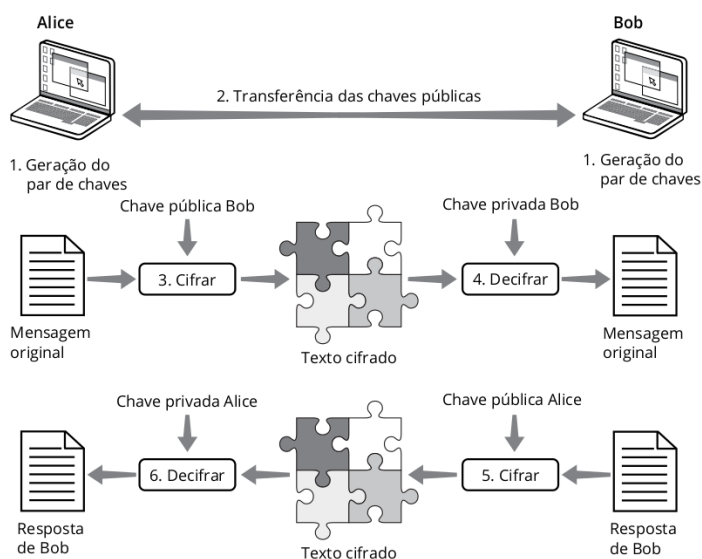 Alice
Bob
2. Transferência das chaves públicas
1. Geração do
par de chaves
1. Geração do
par de chaves
Chave pública Bob
Chave privada Bob
3. Cifrar
4. Decifrar
Mensagem
original
Texto cifrado
Mensagem
original
Chave privada Alice
Chave pública Alice
6. Decifrar
5. Cifrar
Resposta
de Bob
Texto cifrado
Resposta
de Bob